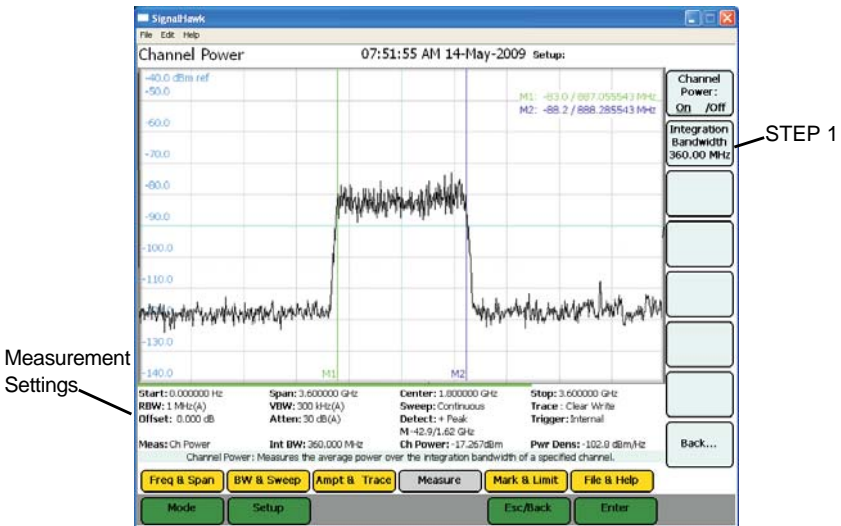 SignalHawk
File Edit Help
Channel Power 07:51:55 AM 14-May-2009 Setup:
-40.0 dBm ref
-50.0
M1: -83.0 / 887.055543 MHz
M2: -88.2 / 888.285543 MHz
-60.0
-70.0
-80.0
-90.0
-100.0
-110.0
-130.0
-140.0
M1 M2
Channel
Power:
On /Off
Integration
Bandwidth
360.00 MHz
STEP 1
Measurement
Settings
Start: 0.000000 Hz Span: 3.600000 GHz Center: 1.800000 GHz Stop: 3.600000 GHz
RBW: 1 MHz(A) VBW: 300 kHz(A) Sweep: Continuous Trace : Clear Write
Offset: 0.000 dB Atten: 30 dB(A) Detect: + Peak Trigger: Internal
M -42.9/1.62 GHz
Meas: Ch Power Int BW: 360.000 MHz Ch Power: -17.267dBm Pwr Dens: -102.8 dBm/Hz
Channel Power: Measures the average power over the integration bandwidth of a specified channel.
Back...
Freq & Span BW & Sweep Ampt & Trace Measure Mark & Limit File & Help
Mode Setup Esc/Back Enter